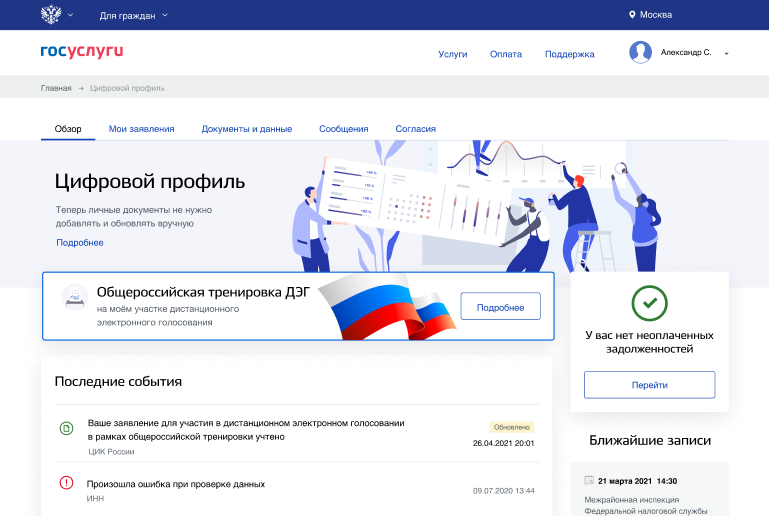 Для граждан
Москва
госуслуги
Услуги Оплата Поддержка
Александр С.
Главная → Цифровой профиль
Обзор Мои заявления Документы и данные Сообщения Согласия
Цифровой профиль
Теперь личные документы не нужно
добавлять и обновлять вручную
Подробнее
Общероссийская тренировка ДЭГ
на моём участке дистанционного
электронного голосования
Подробнее
У вас нет неоплаченных
задолженностей
Перейти
Последние события
Ваше заявление для участия в дистанционном электронном голосовании
в рамках общероссийской тренировки учтено
ЦИК России
Обновлено
26.04.2021 20:01
Произошла ошибка при проверке данных
ИНН
09.07.2020 13:44
Ближайшие записи
21 марта 2021 14:30
Межрайонная инспекция
Федеральной налоговой службы